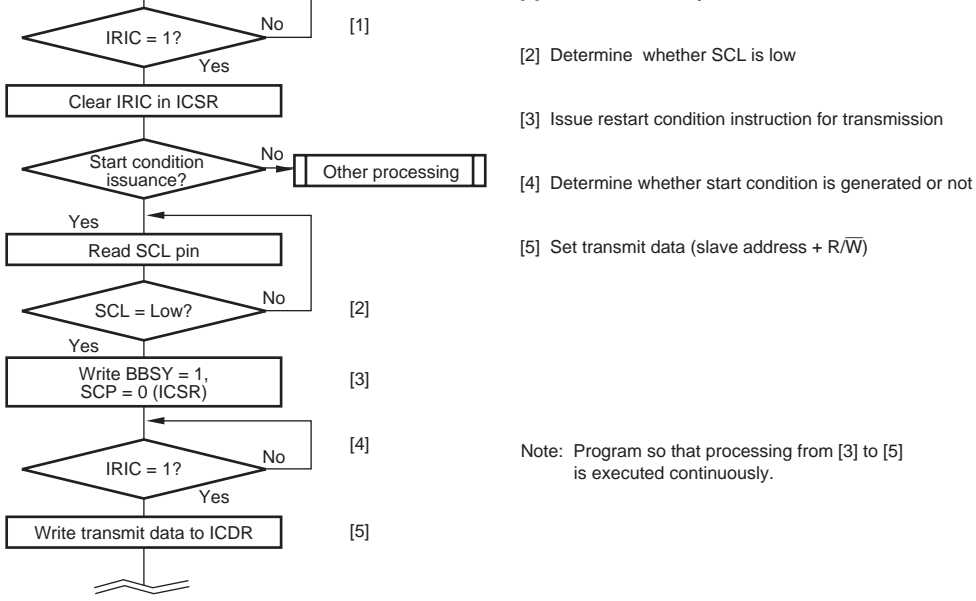 IRIC = 1?
No
[1]
Yes
Clear IRIC in ICSR
Start condition
issuance?
No
Other processing
Yes
Read SCL pin
SCL = Low?
No
[2]
Yes
Write BBSY = 1,
SCP = 0 (ICSR)
[3]
IRIC = 1?
No
[4]
Yes
Write transmit data to ICDR
[5]
[2] Determine whether SCL is low
[3] Issue restart condition instruction for transmission
[4] Determine whether start condition is generated or not
[5] Set transmit data (slave address + R/W̅)
Note: Program so that processing from [3] to [5]
is executed continuously.